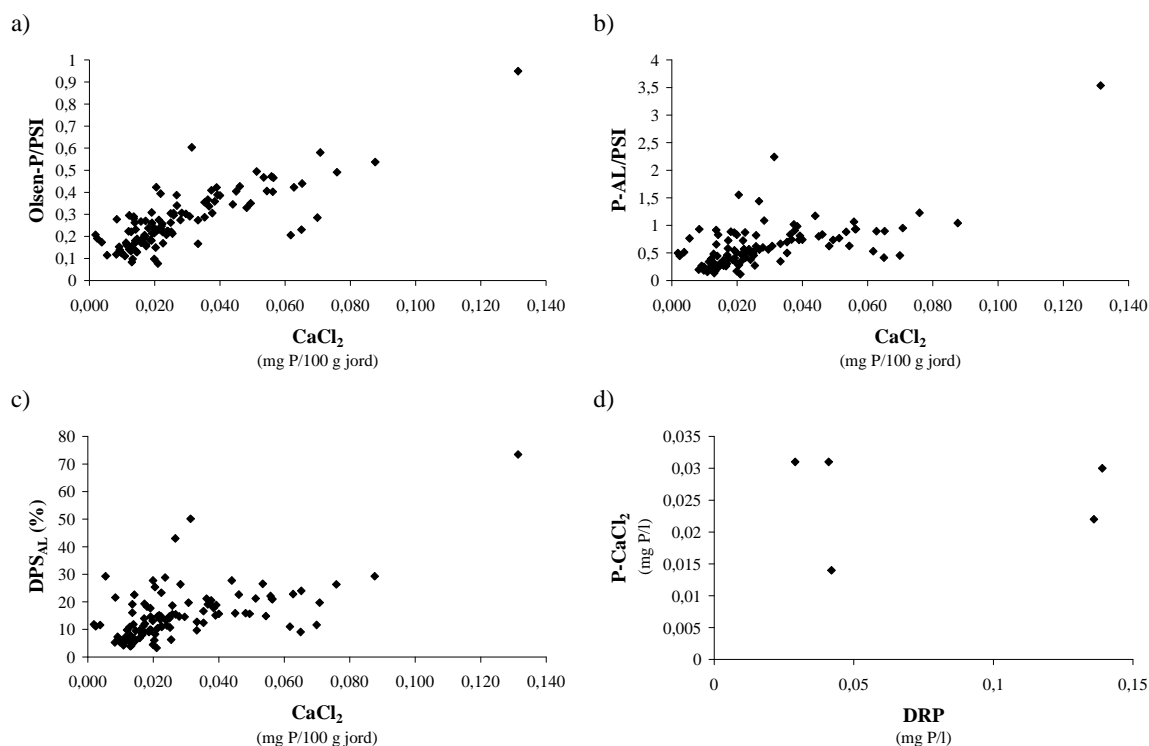 a)
Olsen-P/PSI
1
0,9
0,8
0,7
0,6
0,5
0,4
0,3
0,2
0,1
0
0,000 0,020 0,040 0,060 0,080 0,100 0,120 0,140
CaCl₂
(mg P/100 g jord)
b)
P-AL/PSI
4
3,5
3
2,5
2
1,5
1
0,5
0
0,000 0,020 0,040 0,060 0,080 0,100 0,120 0,140
CaCl₂
(mg P/100 g jord)
c)
DPS_AL (%)
80
70
60
50
40
30
20
10
0
0,000 0,020 0,040 0,060 0,080 0,100 0,120 0,140
CaCl₂
(mg P/100 g jord)
d)
P-CaCl₂
(mg P/l)
0,035
0,03
0,025
0,02
0,015
0,01
0,005
0
0 0,05 0,1 0,15
DRP
(mg P/l)